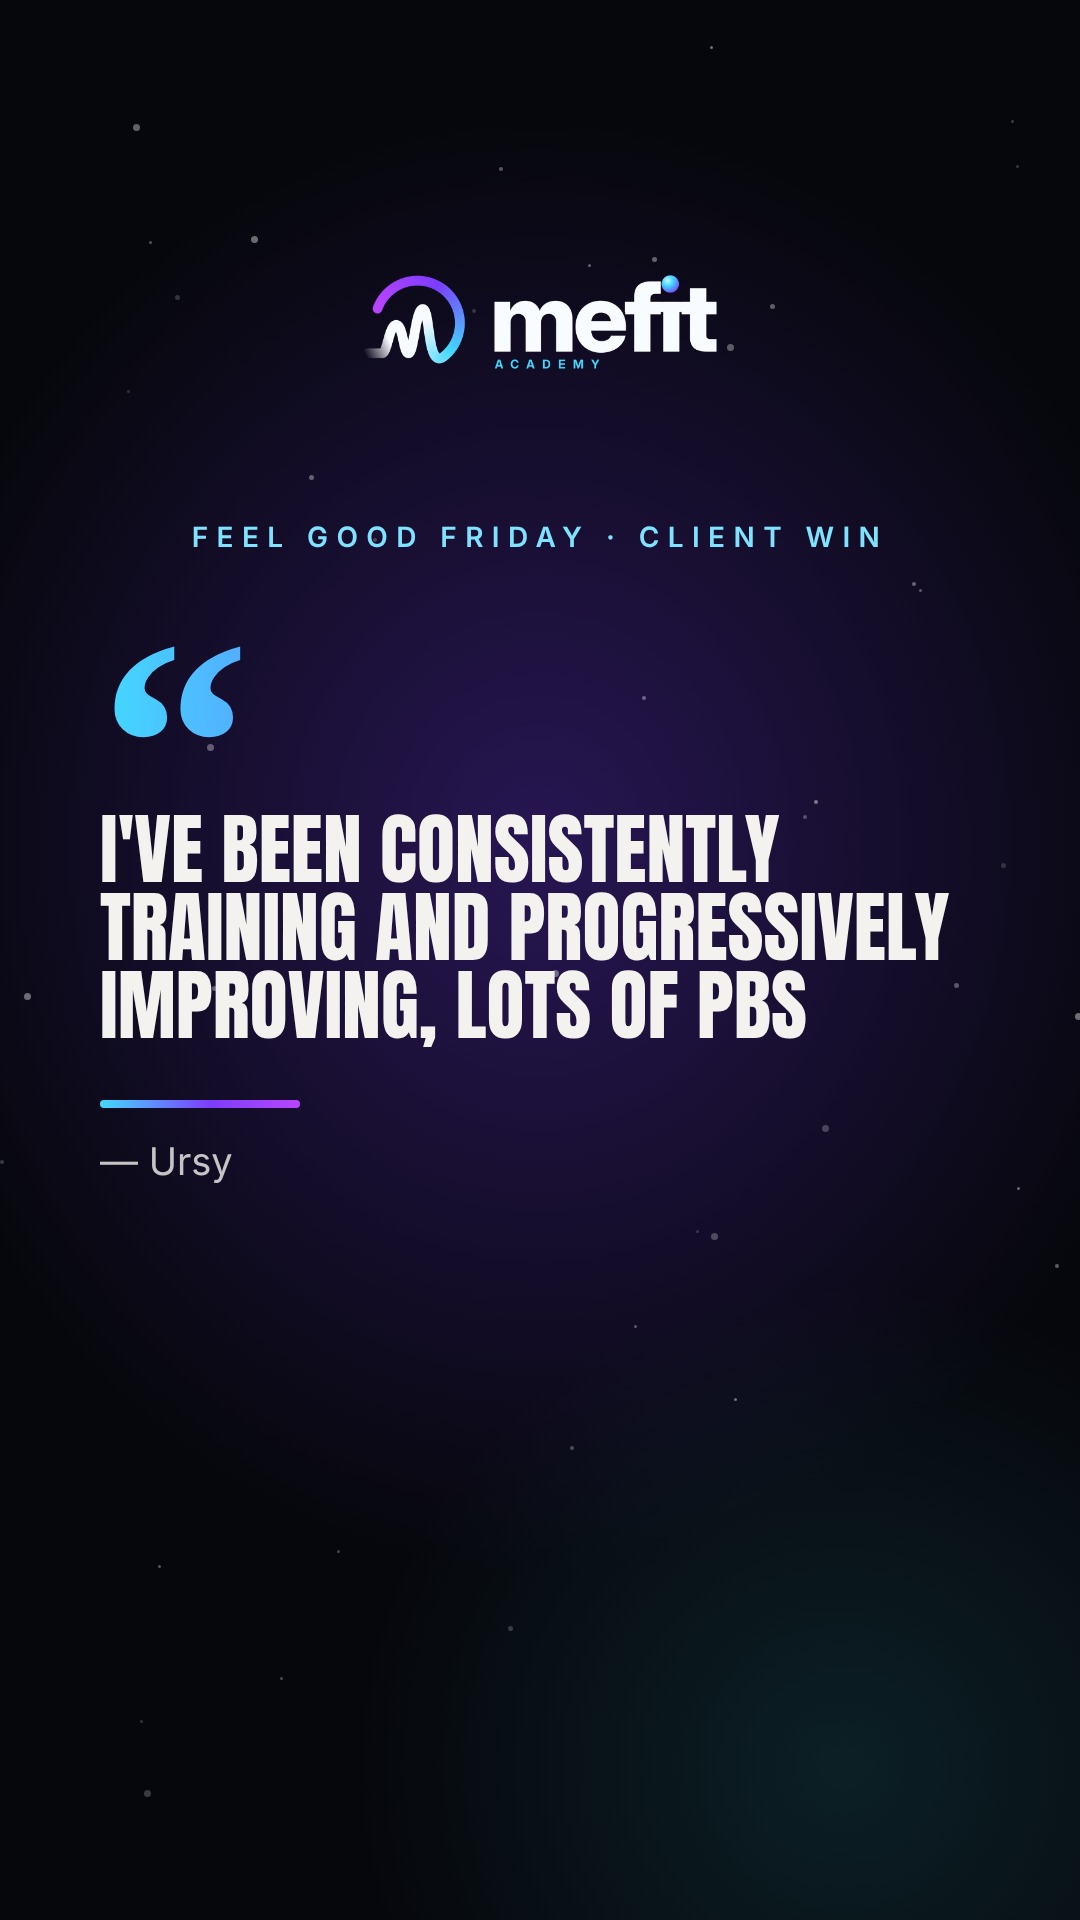 mefit
ACADEMY
FEEL GOOD FRIDAY · CLIENT WIN
“
I'VE BEEN CONSISTENTLY
TRAINING AND PROGRESSIVELY
IMPROVING, LOTS OF PBS
— Ursy